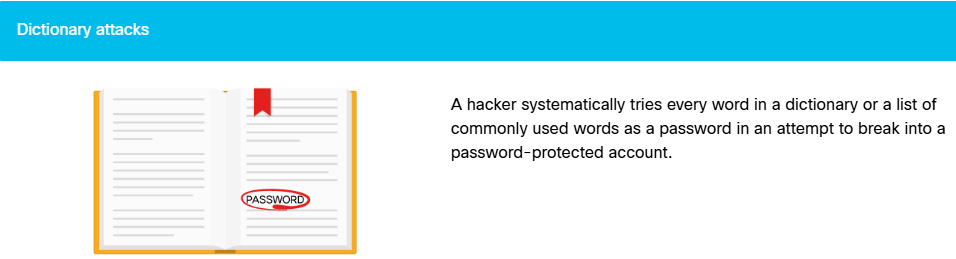 Dictionary attacks
A hacker systematically tries every word in a dictionary or a list of
commonly used words as a password in an attempt to break into a
password-protected account.
PASSWORD